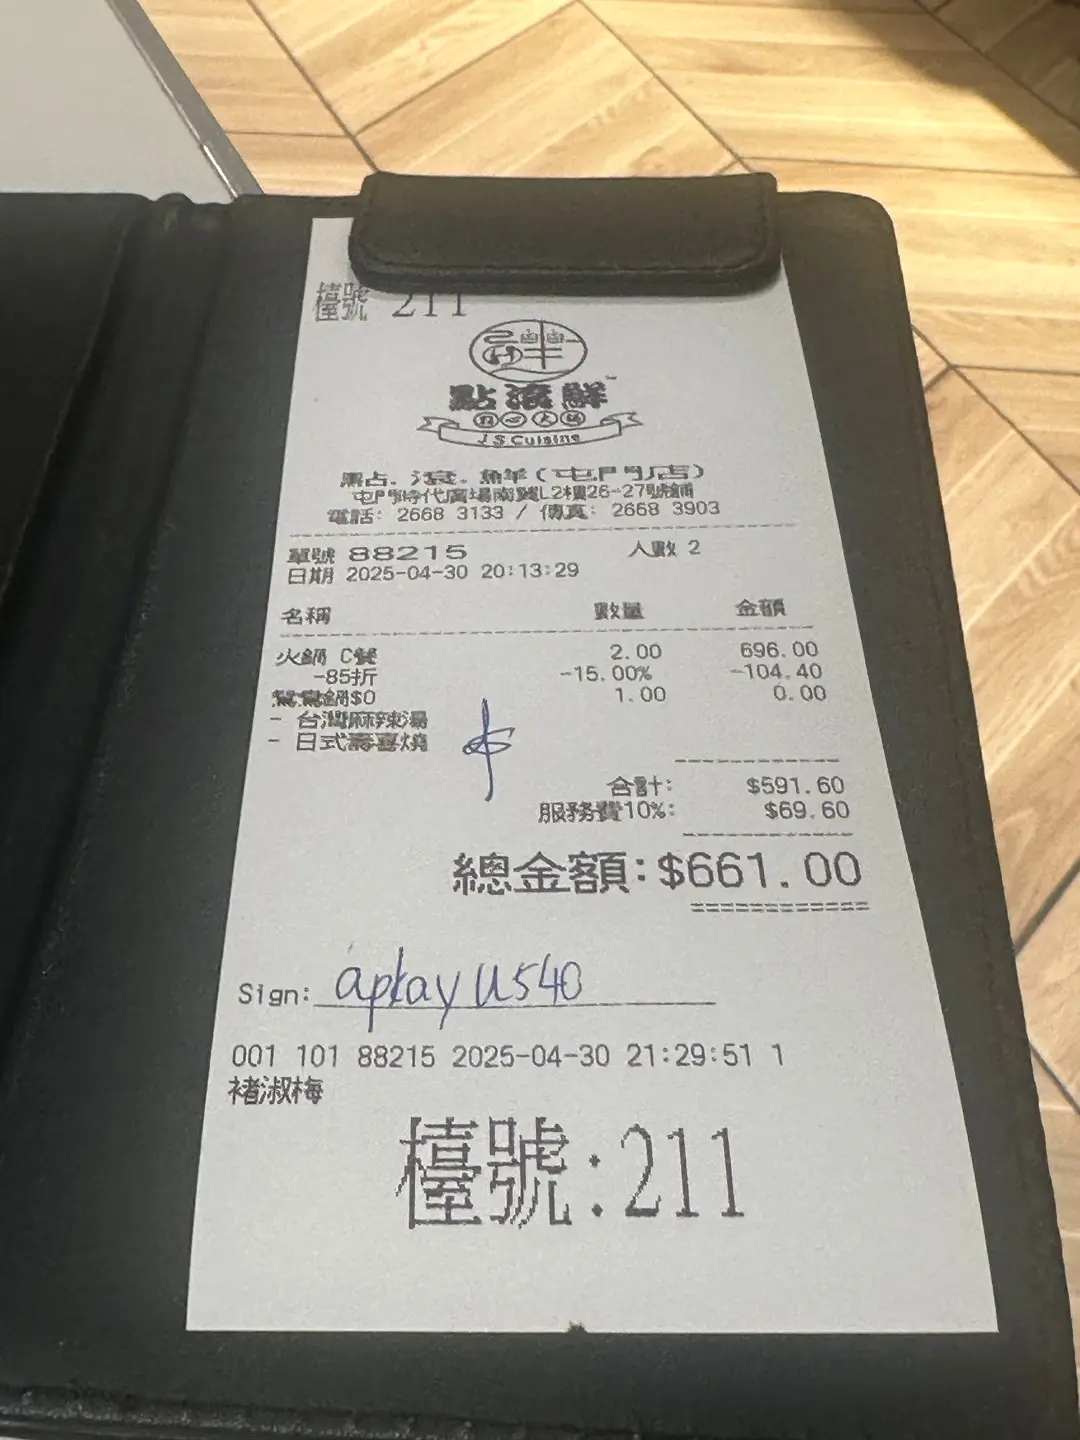 檯號 211
點滾鮮
點心火鍋
J S Cuisine
點. 滾. 鮮(屯門店)
屯門時代廣場南翼L2樓26-27號舖
電話: 2668 3133 / 傳真: 2668 3903
單號 88215 人數 2
日期 2025-04-30 20:13:29
名稱 數量 金額
火鍋 C餐 2.00 696.00
-85折 -15.00% -104.40
鴛鴦鍋$0 1.00 0.00
- 台灣麻辣湯
- 日式壽喜燒
合計: $591.60
服務費10%: $69.60
總金額:$661.00
Sign: apkay U540
001 101 88215 2025-04-30 21:29:51 1
褚淑梅
檯號:211